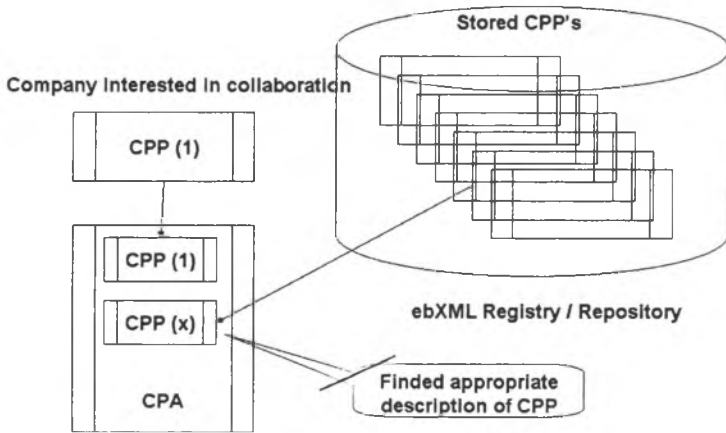 Stored CPP's
Company interested in collaboration
CPP (1)
CPP (1)
CPP (x)
CPA
ebXML Registry / Repository
Finded appropriate
description of CPP